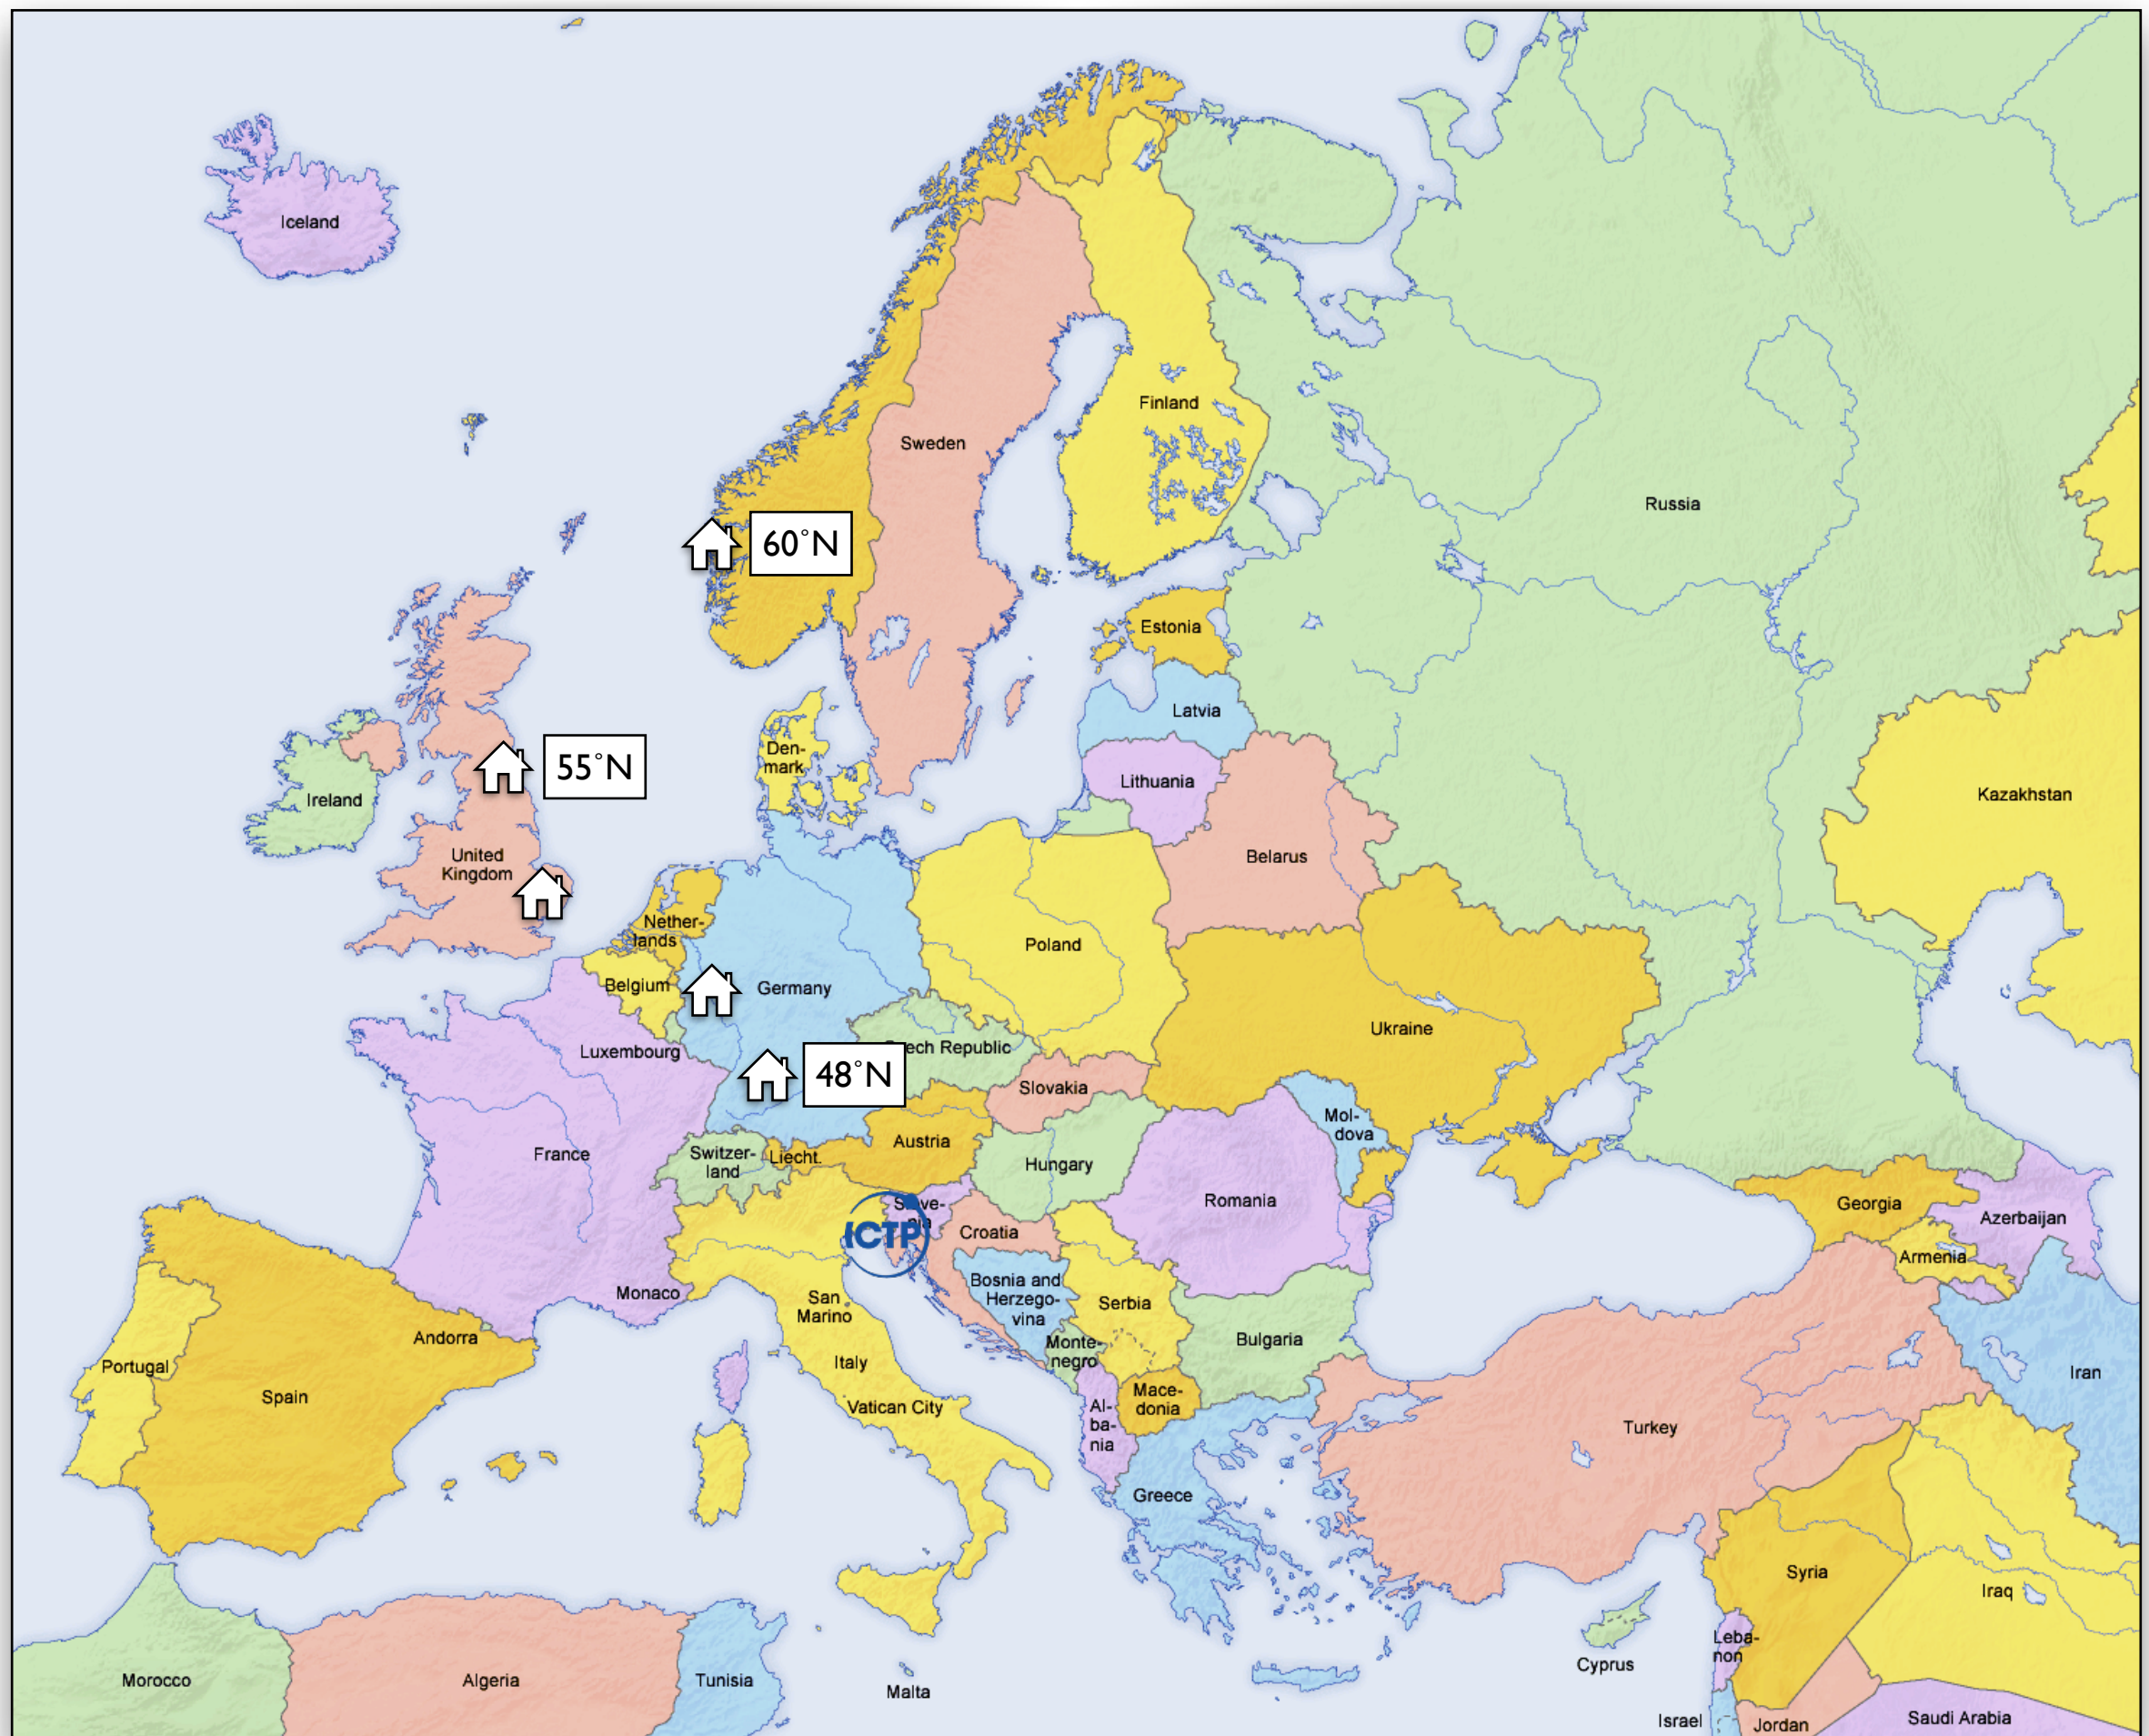 Iceland
Finland
Sweden
Russia
60°N
Estonia
Latvia
Den-
mark
55°N
Lithuania
Ireland
Kazakhstan
United
Kingdom
Belarus
Nether-
lands
Poland
Belgium
Germany
Ukraine
Luxembourg
ech Republic
48°N
Slovakia
Mol-
dova
Austria
France
Switzer-
land
Liecht.
Hungary
Romania
Georgia
Azerbaijan
ICTP
Croatia
Armenia
Bosnia and
Herzego-
vina
Monaco
San
Marino
Serbia
Andorra
Bulgaria
Monte-
negro
Portugal
Spain
Italy
Iran
Vatican City
Mace-
donia
Al-
ba-
nia
Turkey
Greece
Syria
Iraq
Leba-
non
Cyprus
Morocco
Algeria
Tunisia
Malta
Israel
Jordan
Saudi Arabia